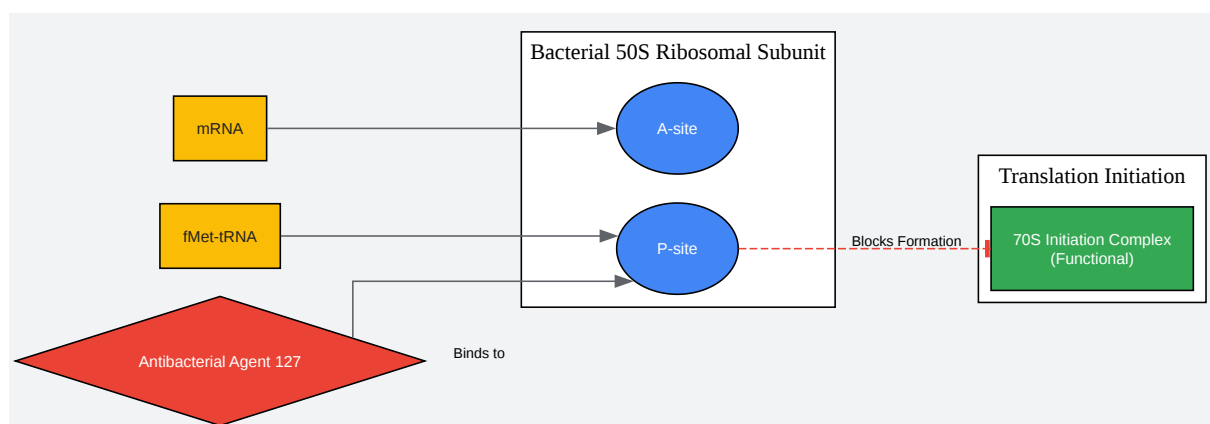 Bacterial 50S Ribosomal Subunit
mRNA
A-site
Translation Initiation
fMet-tRNA
P-site
Blocks Formation
70S Initiation Complex
(Functional)
Antibacterial Agent 127
Binds to